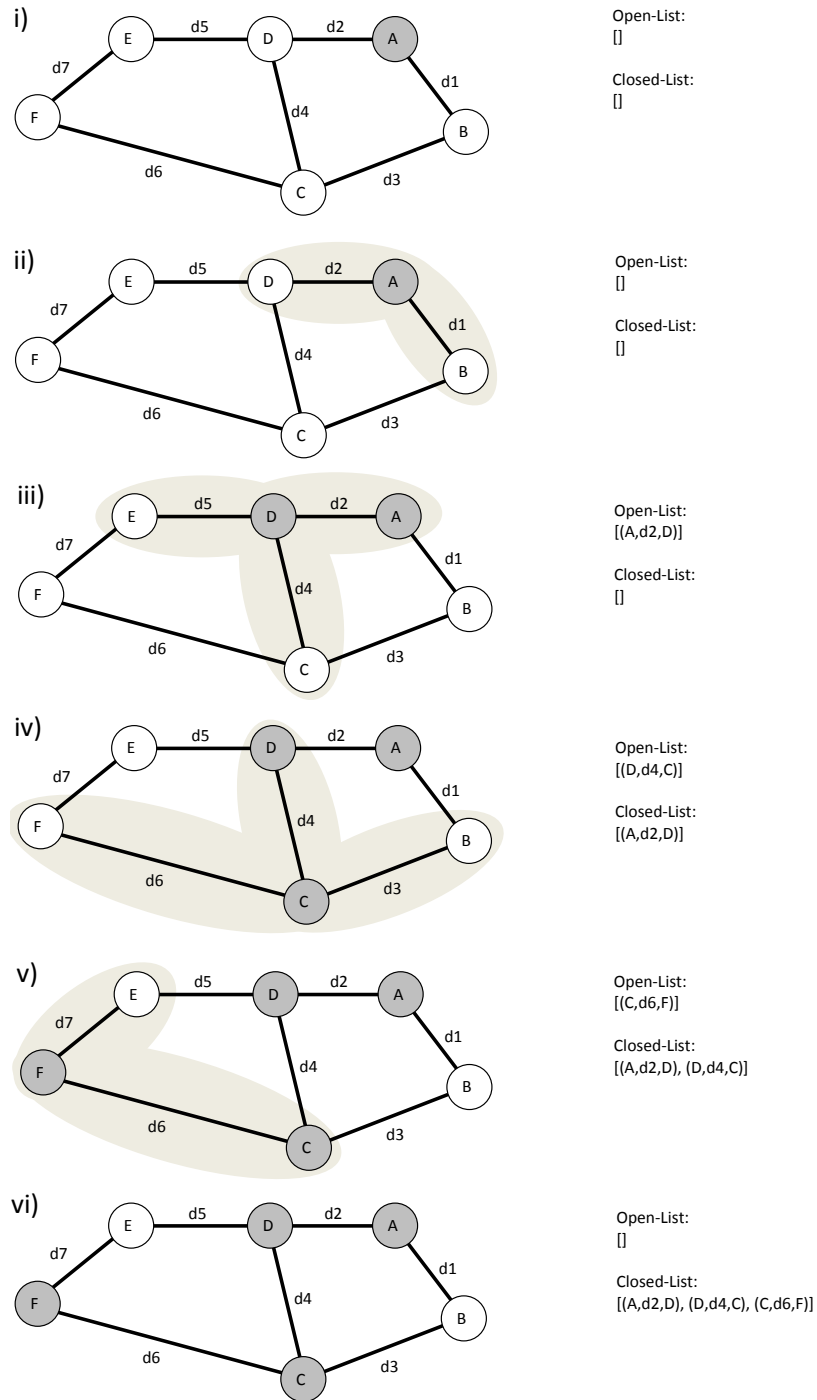 i)
E d5 D d2 A
d7 d1
F d4 B
d6 d3
C
Open-List:
[]
Closed-List:
[]
ii)
E d5 D d2 A
d7 d1
F d4 B
d6 d3
C
Open-List:
[]
Closed-List:
[]
iii)
E d5 D d2 A
d7 d1
F d4 B
d6 d3
C
Open-List:
[(A,d2,D)]
Closed-List:
[]
iv)
E d5 D d2 A
d7 d1
F d4 B
d6 d3
C
Open-List:
[(D,d4,C)]
Closed-List:
[(A,d2,D)]
v)
E d5 D d2 A
d7 d1
F d4 B
d6 d3
C
Open-List:
[(C,d6,F)]
Closed-List:
[(A,d2,D), (D,d4,C)]
vi)
E d5 D d2 A
d7 d1
F d4 B
d6 d3
C
Open-List:
[]
Closed-List:
[(A,d2,D), (D,d4,C), (C,d6,F)]